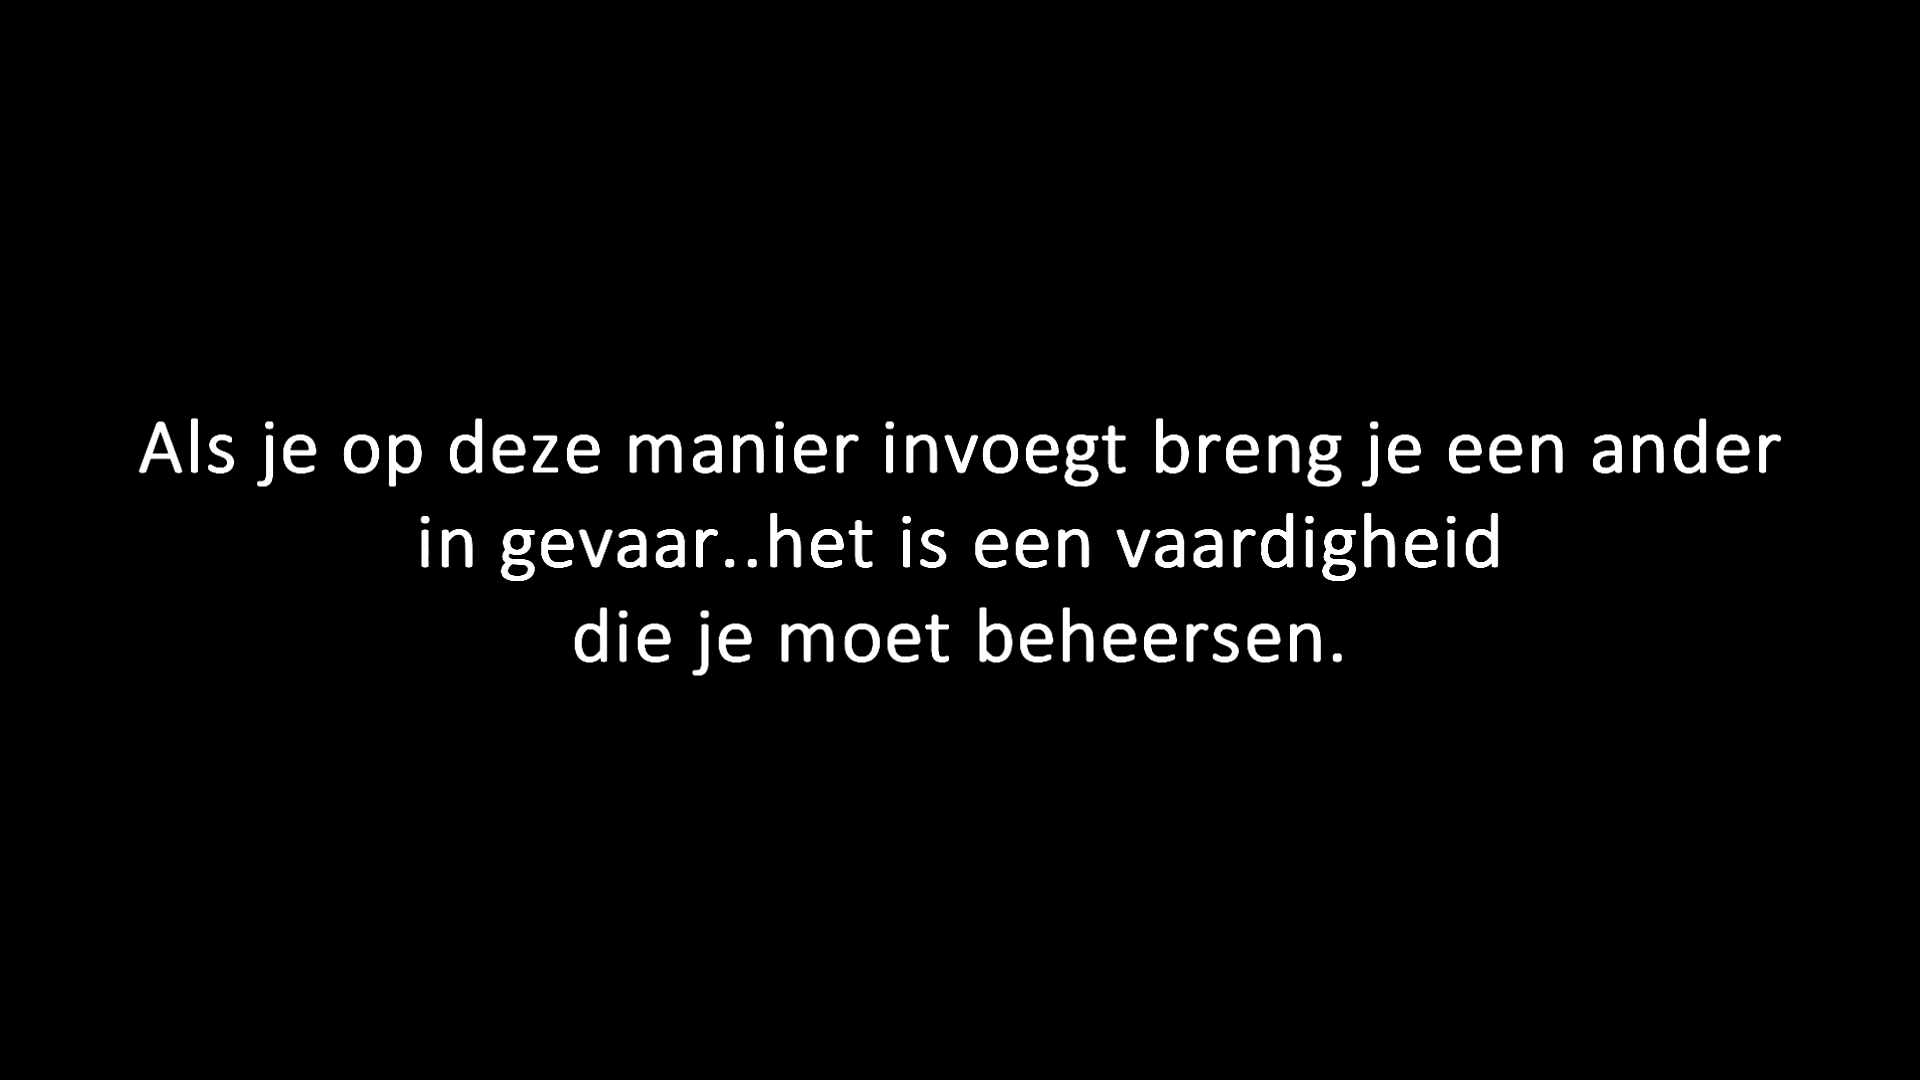 Als je op deze manier invoegt breng je een ander
in gevaar..het is een vaardigheid
die je moet beheersen.